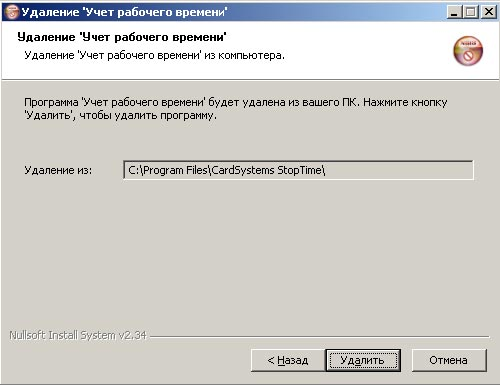 Удаление 'Учет рабочего времени'
Удаление 'Учет рабочего времени'
Удаление 'Учет рабочего времени' из компьютера.
Программа 'Учет рабочего времени' будет удалена из вашего ПК. Нажмите кнопку
'Удалить', чтобы удалить программу.
Удаление из: C:\Program Files\CardSystems StopTime\
Nullsoft Install System v2.34
< Назад Удалить Отмена